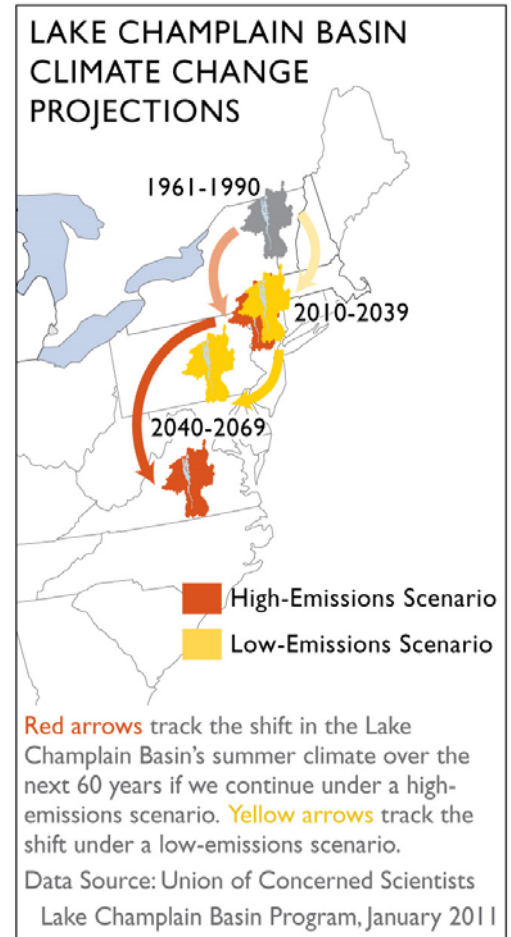 LAKE CHAMPLAIN BASIN
CLIMATE CHANGE
PROJECTIONS
1961-1990
2010-2039
2040-2069
High-Emissions Scenario
Low-Emissions Scenario
Red arrows track the shift in the Lake
Champlain Basin's summer climate over the
next 60 years if we continue under a high-
emissions scenario. Yellow arrows track the
shift under a low-emissions scenario.
Data Source: Union of Concerned Scientists
Lake Champlain Basin Program, January 2011